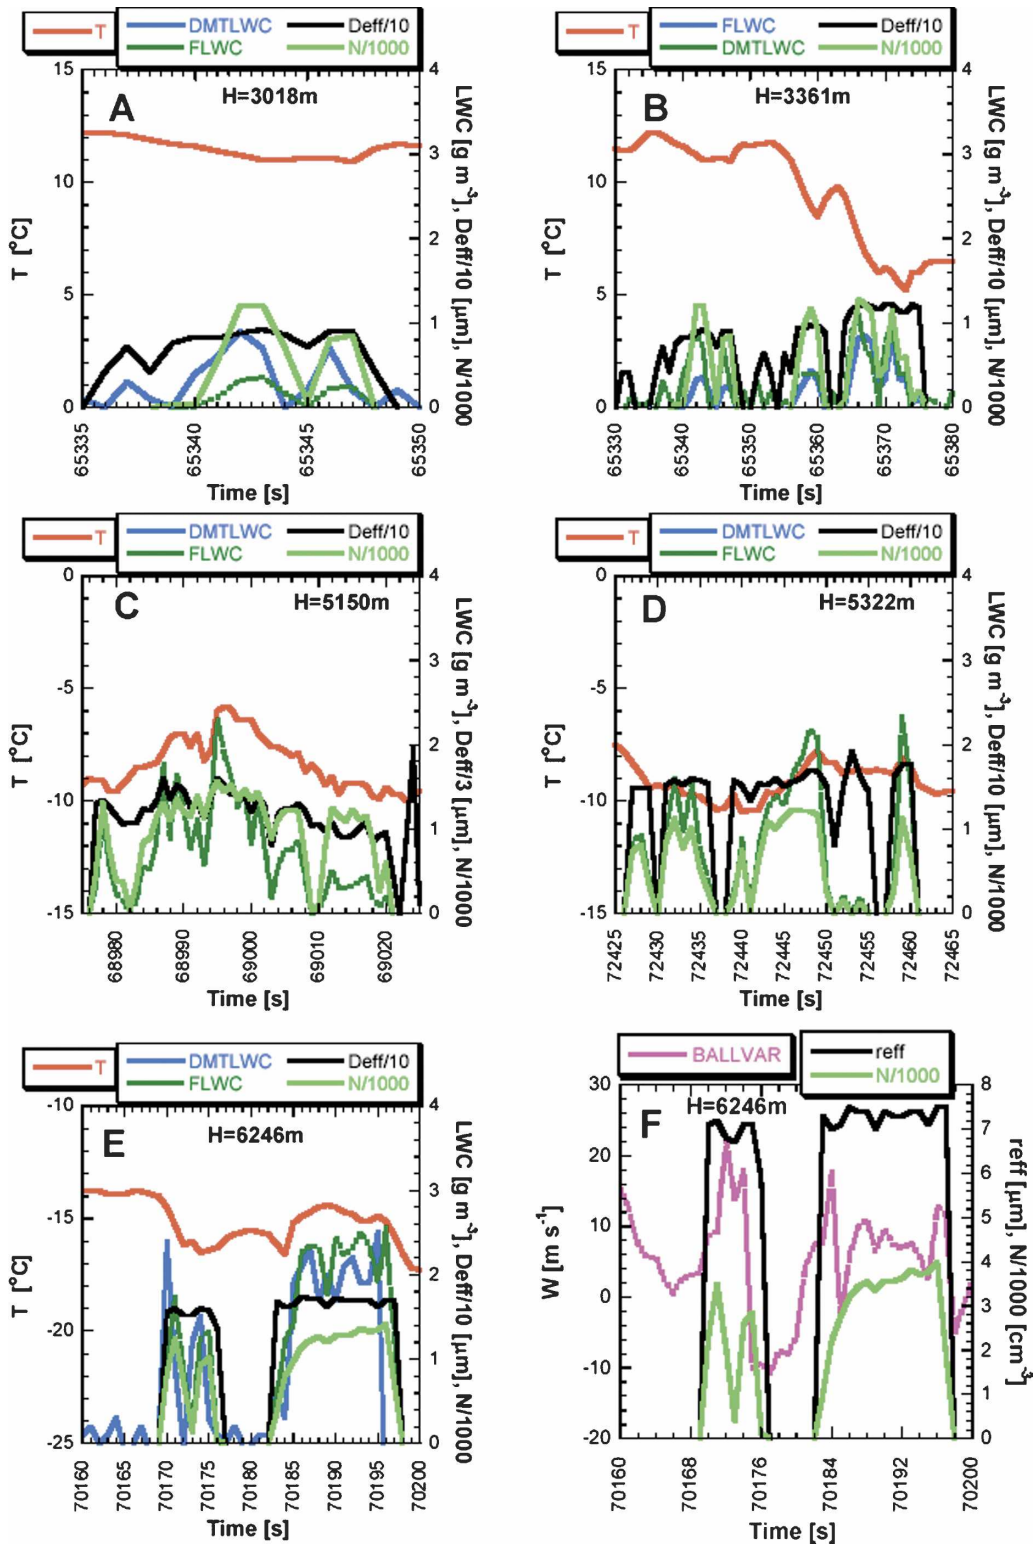 T
DMTLWC Deff/10
FLWC N/1000
A
H=3018m
15
10
5
0
T [°C]
4
3
2
1
0
LWC [g m-3], Deff/10 [µm], N/1000
65335
65340
65345
65350
Time [s]
T
FLWC Deff/10
DMTLWC N/1000
B
H=3361m
15
10
5
0
T [°C]
4
3
2
1
0
LWC [g m-3], Deff/10 [µm], N/1000
65330
65340
65350
65360
65370
65380
Time [s]
T
DMTLWC Deff/10
FLWC N/1000
C
H=5150m
0
-5
-10
-15
T [°C]
4
3
2
1
0
LWC [g m-3], Deff/3 [µm], N/1000
68980
68990
69000
69010
69020
Time [s]
T
DMTLWC Deff/10
FLWC N/1000
D
H=5322m
0
-5
-10
-15
T [°C]
4
3
2
1
0
LWC [g m-3], Deff/10 [µm], N/1000
72425
72430
72435
72440
72445
72450
72455
72460
72465
Time [s]
T
DMTLWC Deff/10
FLWC N/1000
E
H=6246m
-10
-15
-20
-25
T [°C]
4
3
2
1
0
LWC [g m-3], Deff/10 [µm], N/1000
70160
70165
70170
70175
70180
70185
70190
70195
70200
Time [s]
BALLVAR
reff
N/1000
F
H=6246m
30
20
10
0
-10
-20
W [m s-1]
8
7
6
5
4
3
2
1
0
reff [µm], N/1000 [cm-3]
70160
70168
70176
70184
70192
70200
Time [s]